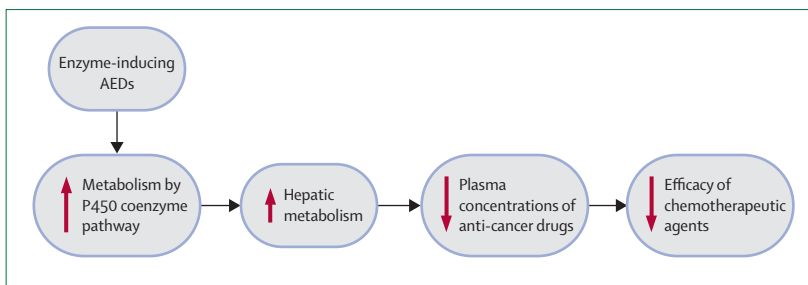 Enzyme-inducing
AEDs
Metabolism by
P450 coenzyme
pathway
Hepatic
metabolism
Plasma
concentrations of
anti-cancer drugs
Efficacy of
chemotherapeutic
agents